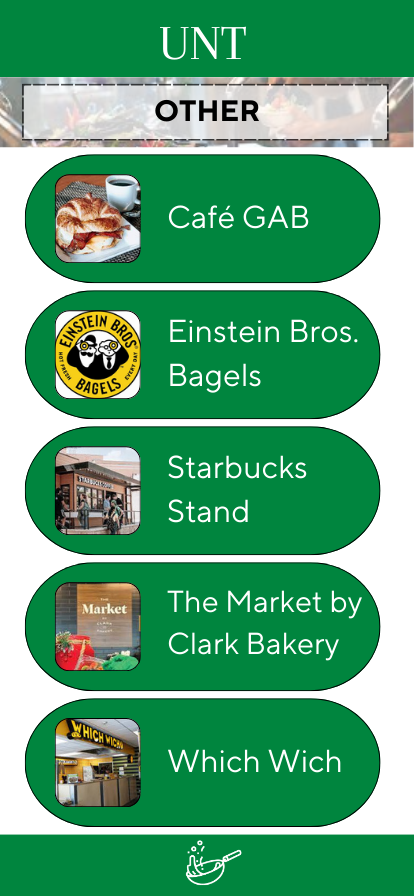 UNT
OTHER
Café GAB
EINSTEIN BROS
HOT FRESH
EVERY DAY
BAGELS
Einstein Bros.
Bagels
STARBUCKS
Starbucks
Stand
Market
The Market by
Clark Bakery
WHICH WICH
Which Wich